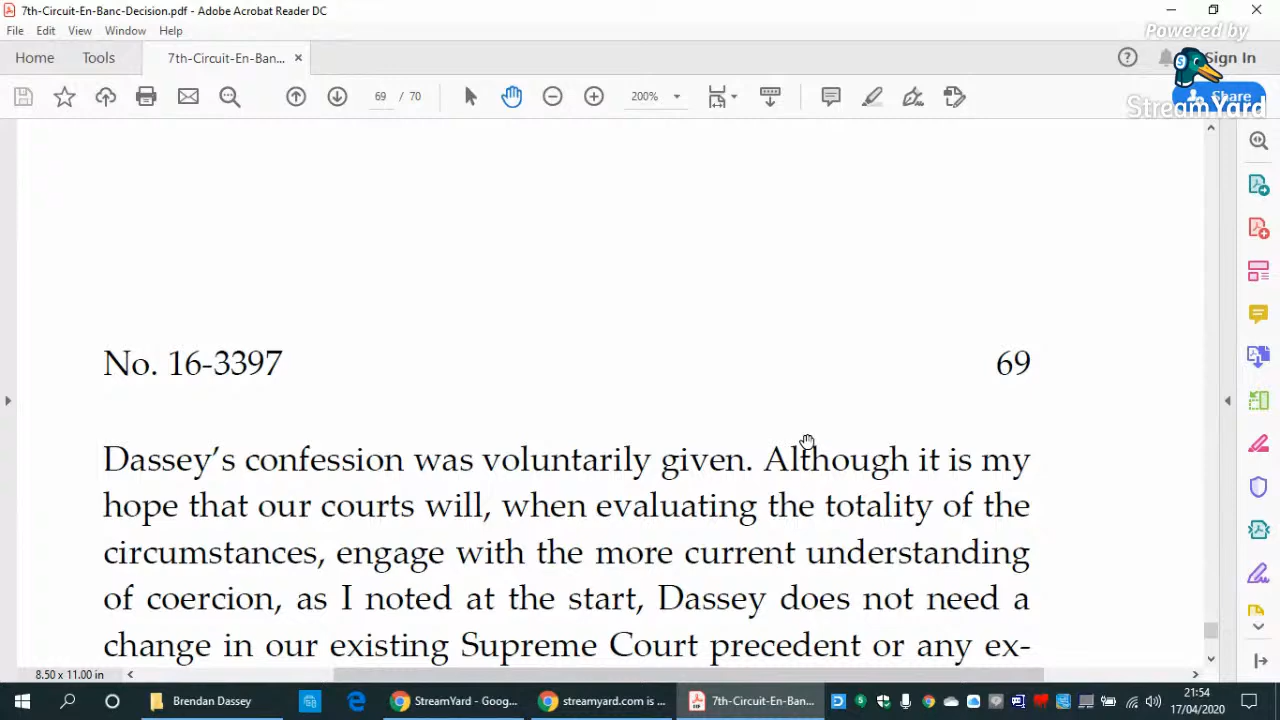 7th-Circuit-En-Banc-Decision.pdf - Adobe Acrobat Reader DC
Powered by
File Edit View Window Help
Home Tools 7th-Circuit-En-Ban... × Sign In
StreamYard
69 / 70 200% Share
No. 16-3397 69
Dassey’s confession was voluntarily given. Although it is my
hope that our courts will, when evaluating the totality of the
circumstances, engage with the more current understanding
of coercion, as I noted at the start, Dassey does not need a
change in our existing Supreme Court precedent or any ex-
8.50 x 11.00 in
Brendan Dassey StreamYard - Goog... streamyard.com is ... 7th-Circuit-En-Ban... 21:54
17/04/2020